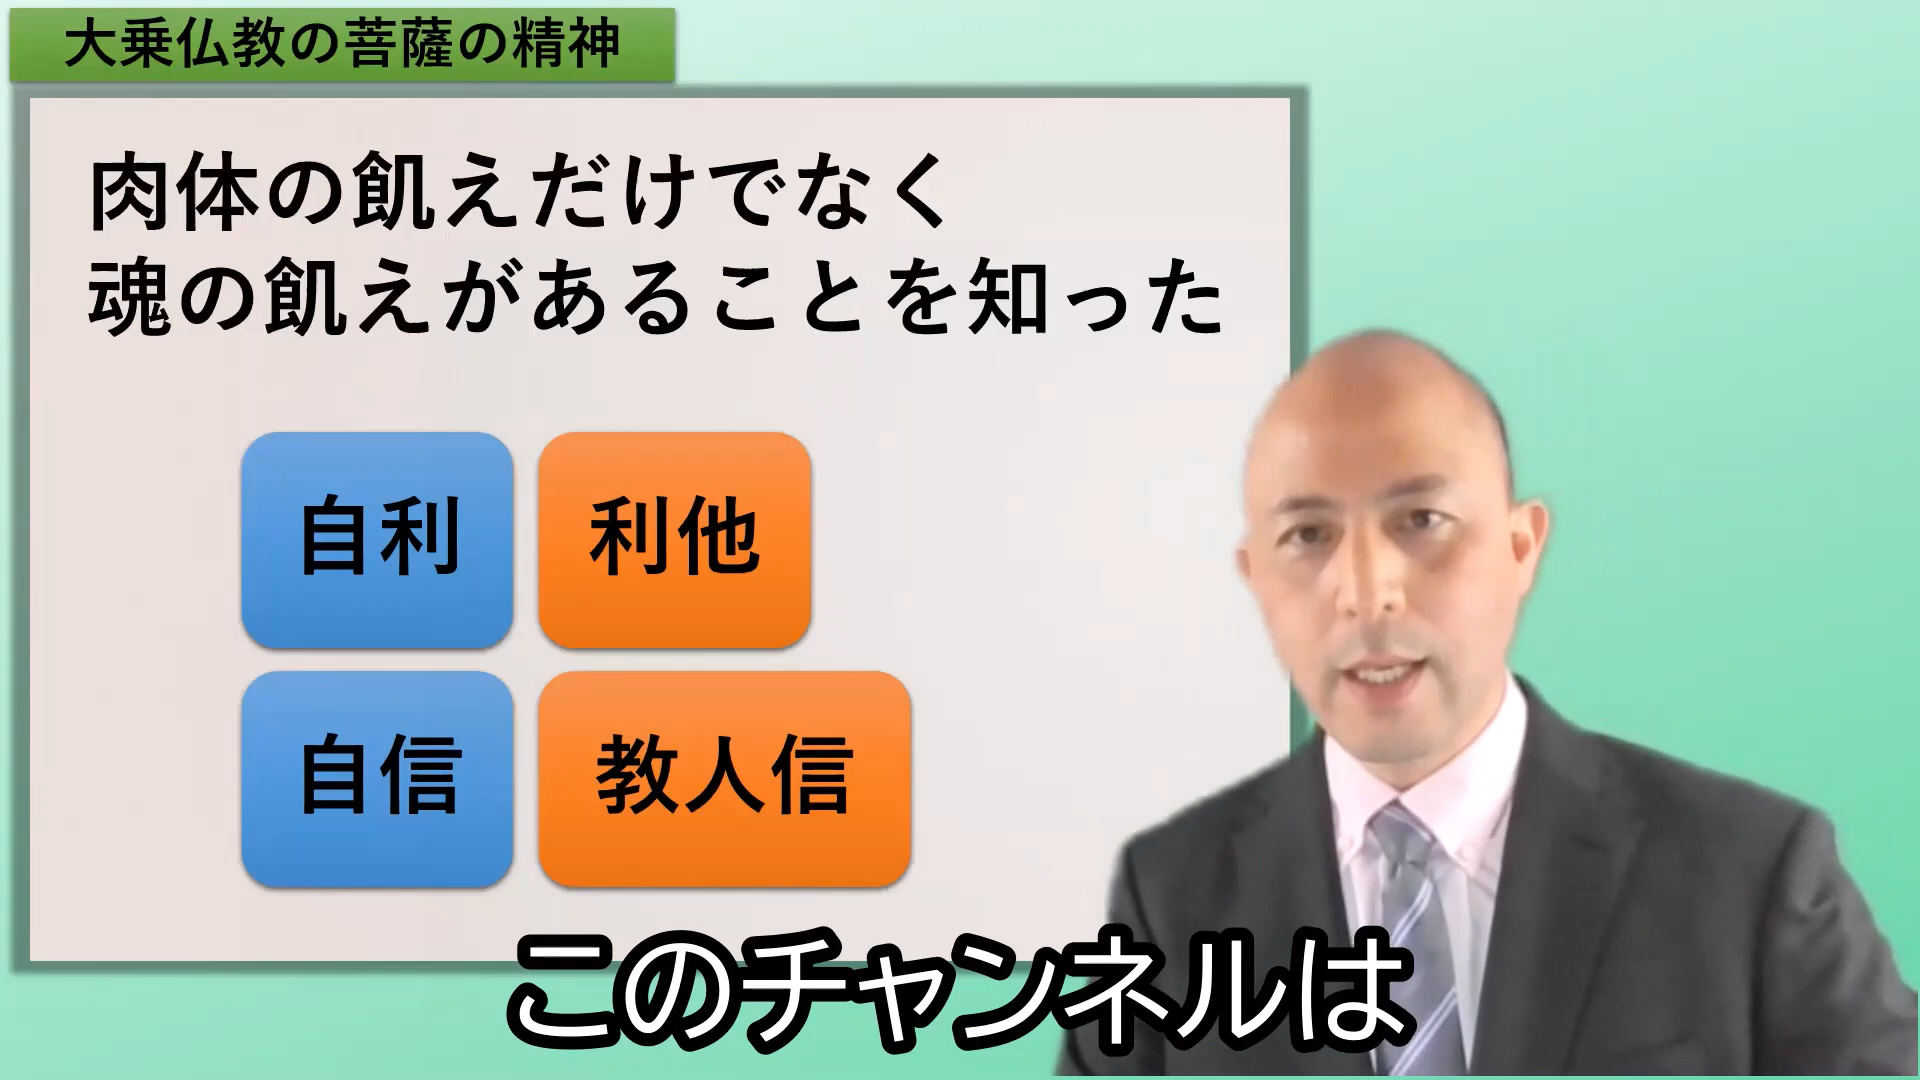 大乗仏教の菩薩の精神
肉体の飢えだけでなく
魂の飢えがあることを知った
自利 利他
自信 教人信
このチャンネルは